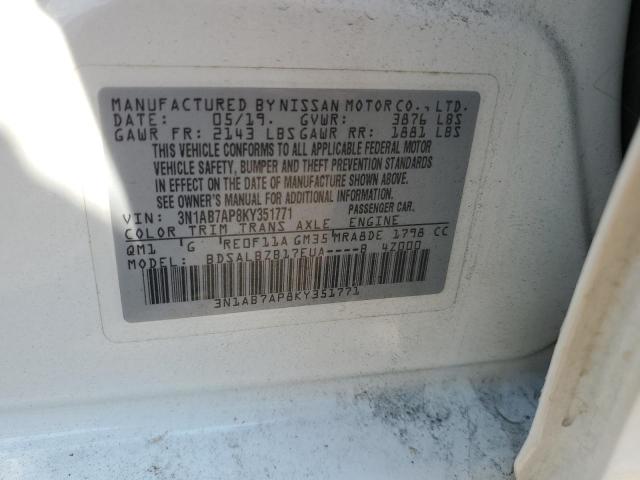 MANUFACTURED BY NISSAN MOTOR CO., LTD.
DATE: 05/19. GVWR: 3876 LBS
GAWR FR: 2143 LBS GAWR RR: 1881 LBS
THIS VEHICLE CONFORMS TO ALL APPLICABLE FEDERAL MOTOR
VEHICLE SAFETY, BUMPER AND THEFT PREVENTION STANDARDS
IN EFFECT ON THE DATE OF MANUFACTURE SHOWN ABOVE.
SEE OWNER'S MANUAL FOR ADDITIONAL INFORMATION
VIN: 3N1AB7AP8KY351771 PASSENGER CAR.
COLOR TRIM TRANS AXLE ENGINE
QM1 G RE0F11A GM35 MRA8DE 1798 CC
BDSALBZB17EUA----B 4Z000
3N1AB7AP8KY351771